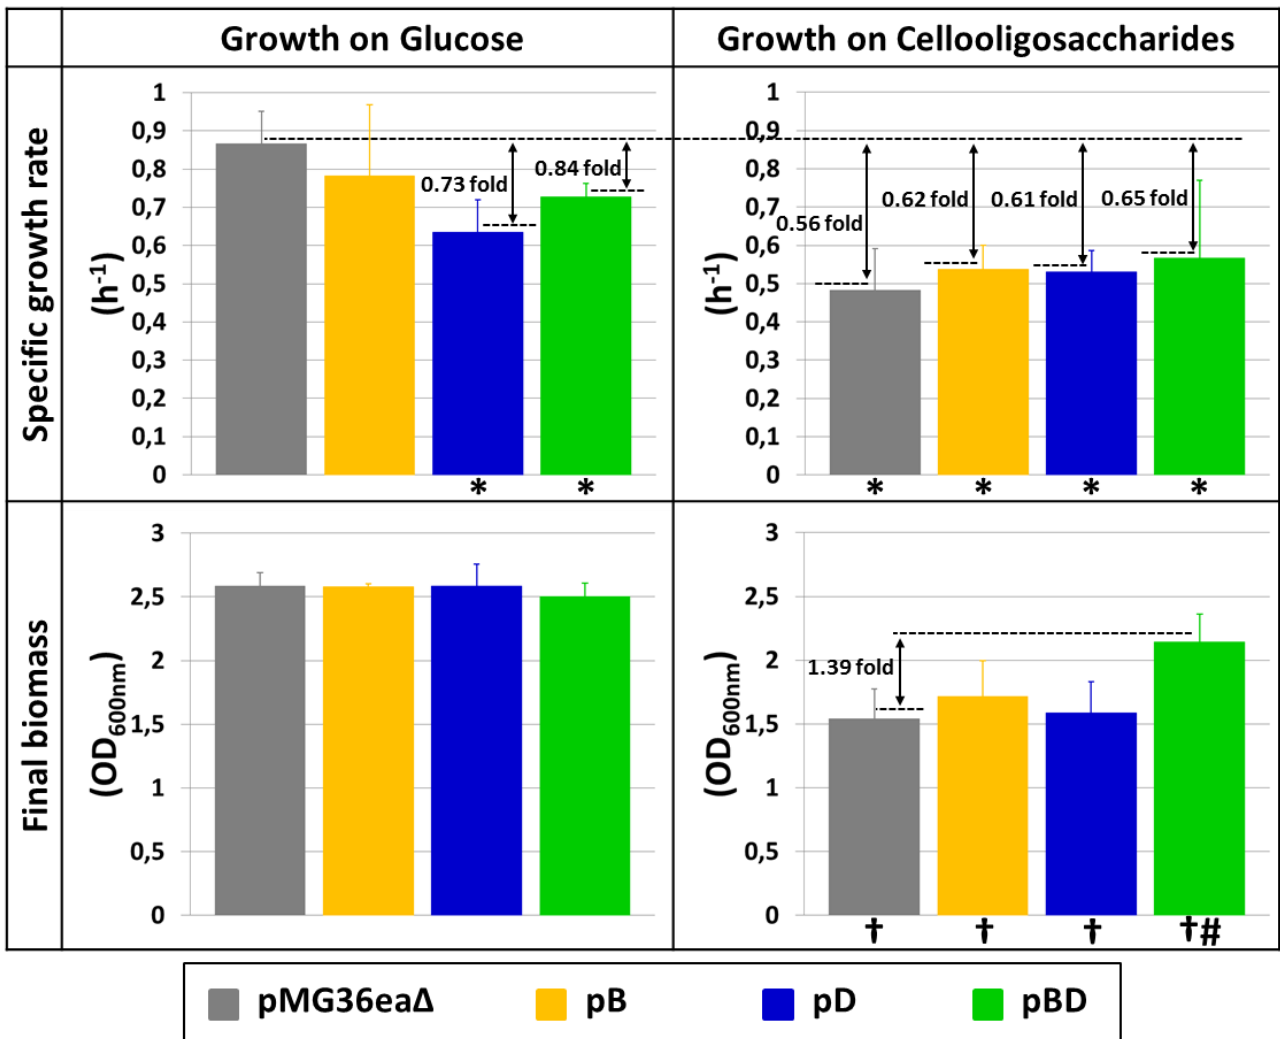 Growth on Glucose
Growth on Cellooligosaccharides
Specific growth rate
(h-1)
1
0,9
0,8
0,7
0,6
0,5
0,4
0,3
0,2
0,1
0
0.73 fold
0.84 fold
*
*
(h-1)
1
0,9
0,8
0,7
0,6
0,5
0,4
0,3
0,2
0,1
0
0.56 fold
0.62 fold
0.61 fold
0.65 fold
*
*
*
*
Final biomass
(OD600nm)
3
2,5
2
1,5
1
0,5
0
(OD600nm)
3
2,5
2
1,5
1
0,5
0
1.39 fold
†
†
†
†#
pMG36eaΔ
pB
pD
pBD